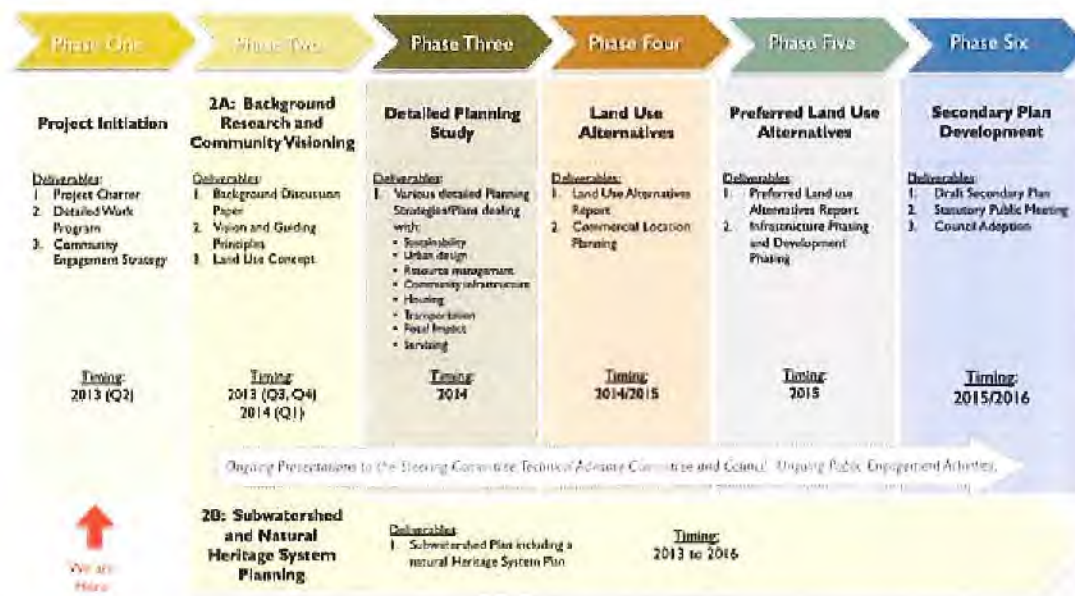 Phase One
Phase Two
Phase Three
Phase Four
Phase Five
Phase Six
Project Initiation
Deliverables:
1. Project Charter
2. Detailed Work
Program
3. Community
Engagement Strategy
Timing:
2013 (Q2)
2A: Background
Research and
Community Visioning
Deliverables:
1. Background Discussion
Paper
2. Vision and Guiding
Principles
3. Land Use Concept
Timing:
2013 (Q3, Q4)
2014 (Q1)
Detailed Planning
Study
Deliverables:
1. Various detailed Planning
Strategies/Plans dealing
with:
• Sustainability
• Urban design
• Resource management
• Community infrastructure
• Housing
• Transportation
• Fiscal Impact
• Servicing
Timing:
2014
Land Use
Alternatives
Deliverables:
1. Land Use Alternatives
Report
2. Commercial Location
Planning
Timing:
2014/2015
Preferred Land Use
Alternatives
Deliverables:
1. Preferred Land use
Alternatives Report
2. Infrastructure Phasing
and Development
Phasing
Timing:
2015
Secondary Plan
Development
Deliverables:
1. Draft Secondary Plan
2. Statutory Public Meeting
3. Council Adoption
Timing:
2015/2016
Ongoing Presentations to the Steering Committee Technical Advisory Committee and Council. Ongoing Public Engagement Activities.
We are
Here
2B: Subwatershed
and Natural
Heritage System
Planning
Deliverables
1. Subwatershed Plan including a
natural Heritage System Plan
Timing:
2013 to 2016